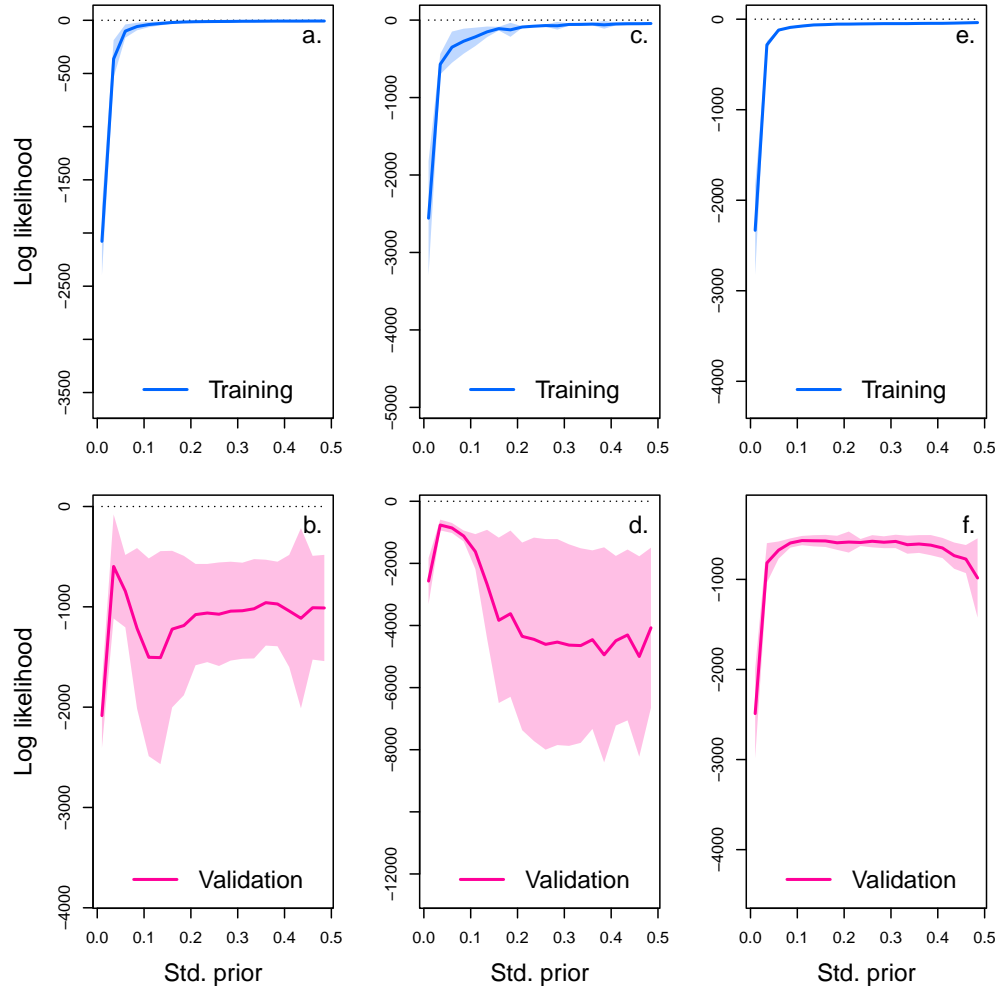 a.
Log likelihood
0
−500
−1500
−2500
−3500
Training
0.0 0.1 0.2 0.3 0.4 0.5
c.
0
−1000
−2000
−3000
−4000
−5000
Training
0.0 0.1 0.2 0.3 0.4 0.5
e.
0
−1000
−2000
−3000
−4000
Training
0.0 0.1 0.2 0.3 0.4 0.5
b.
Log likelihood
0
−1000
−2000
−3000
−4000
Validation
0.0 0.1 0.2 0.3 0.4 0.5
Std. prior
d.
0
−2000
−4000
−6000
−8000
−12000
Validation
0.0 0.1 0.2 0.3 0.4 0.5
Std. prior
f.
−1000
−2000
−3000
−4000
Validation
0.0 0.1 0.2 0.3 0.4 0.5
Std. prior